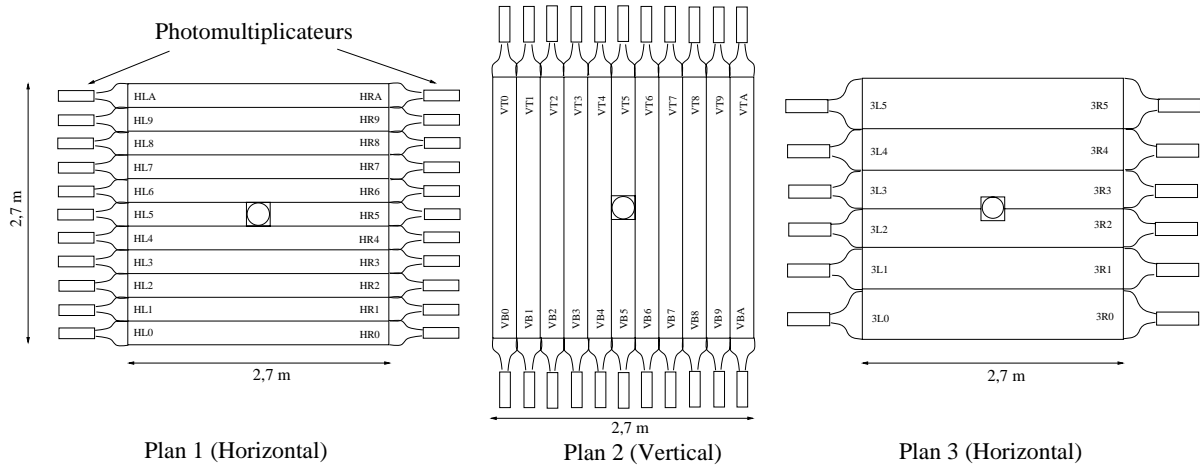 Photomultiplicateurs
HLA HRA
HL9 HR9
HL8 HR8
HL7 HR7
HL6 HR6
HL5 HR5
HL4 HR4
HL3 HR3
HL2 HR2
HL1 HR1
HL0 HR0
2,7 m
2,7 m
Plan 1 (Horizontal)
VT0 VT1 VT2 VT3 VT4 VT5 VT6 VT7 VT8 VT9 VTA
VB0 VB1 VB2 VB3 VB4 VB5 VB6 VB7 VB8 VB9 VBA
2,7 m
Plan 2 (Vertical)
3L5 3R5
3L4 3R4
3L3 3R3
3L2 3R2
3L1 3R1
3L0 3R0
2,7 m
Plan 3 (Horizontal)